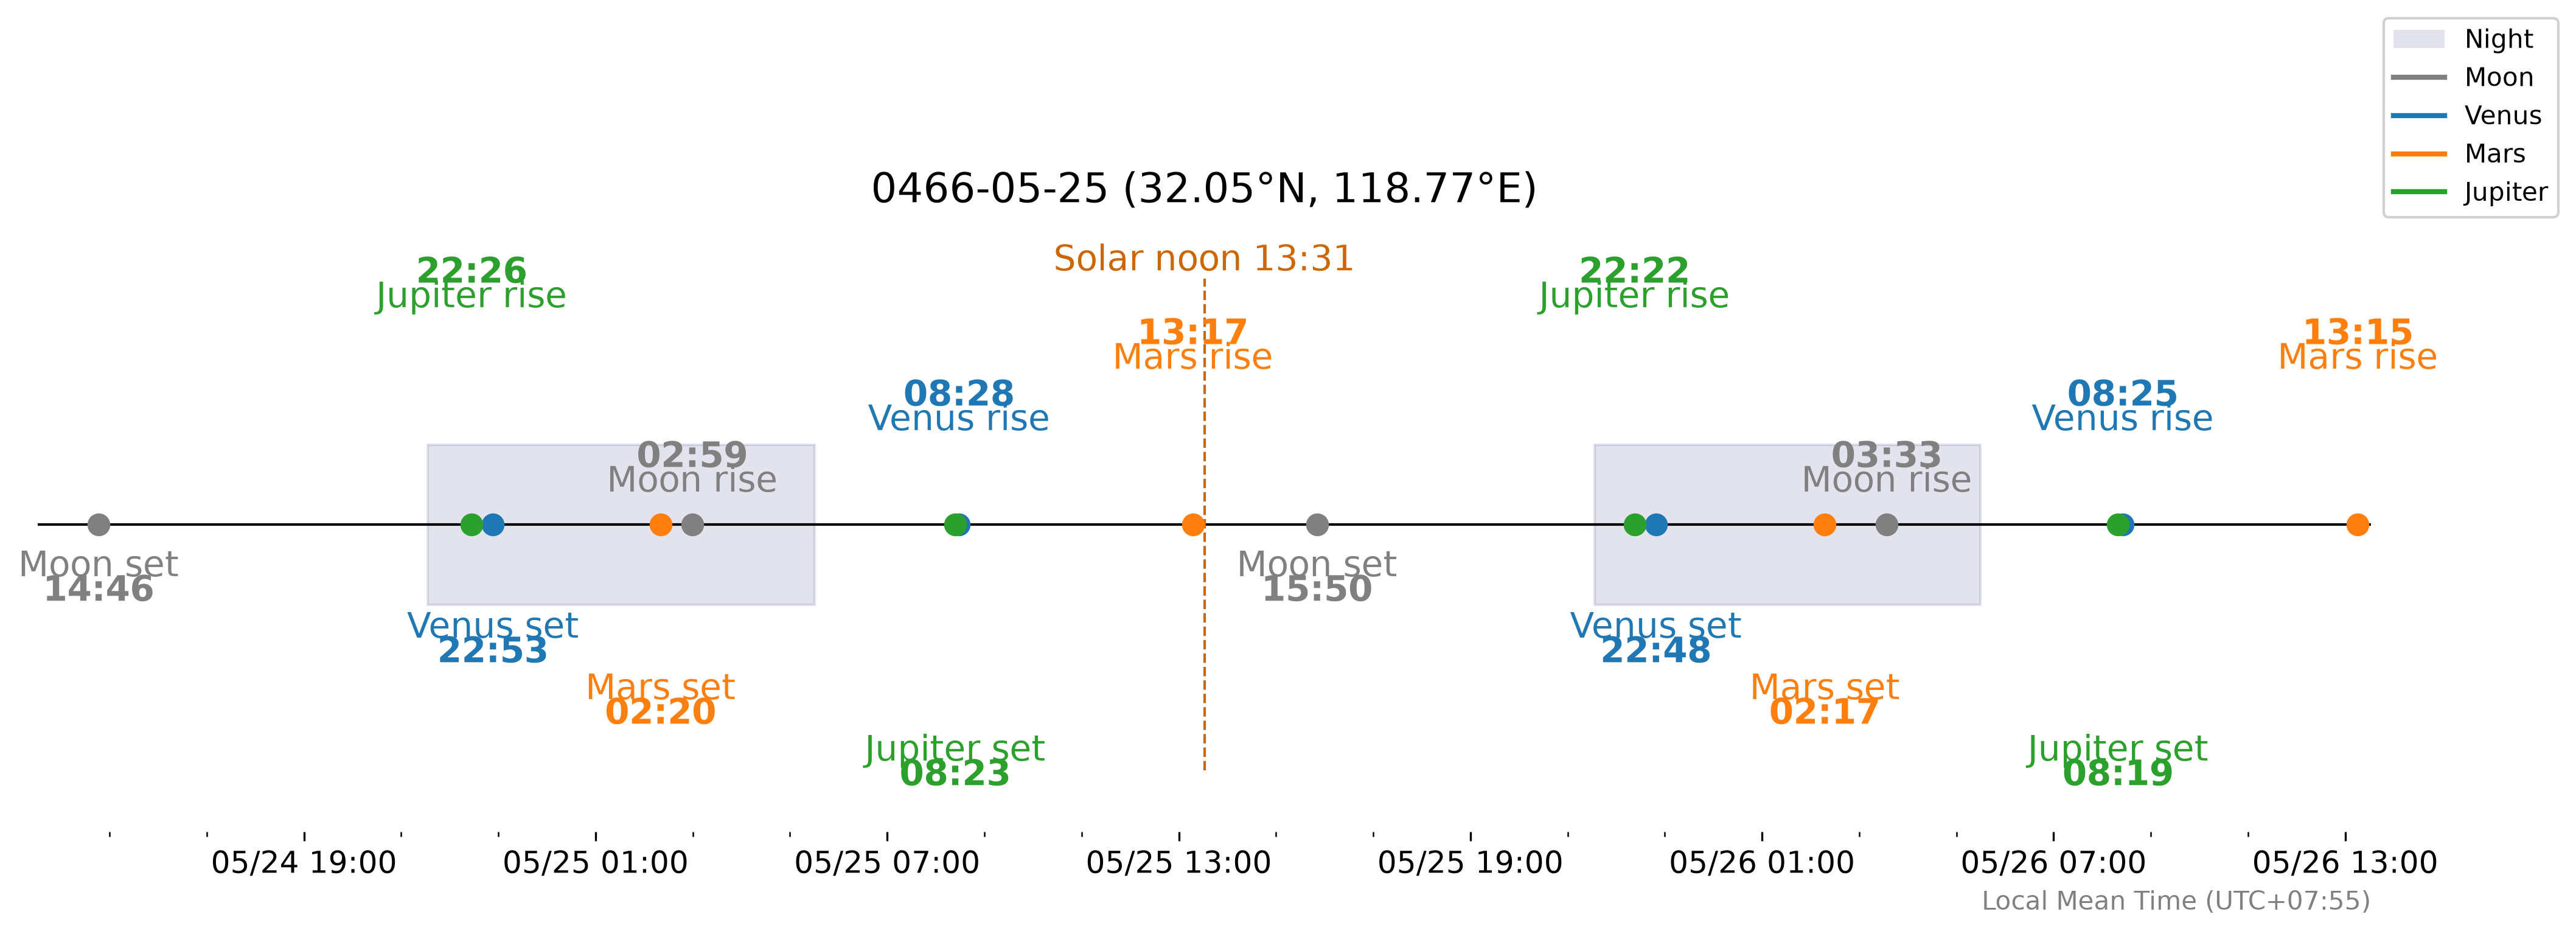 Night
Moon
Venus
Mars
Jupiter
0466-05-25 (32.05°N, 118.77°E)
Solar noon 13:31
22:26
Jupiter rise
22:22
Jupiter rise
13:17
Mars rise
13:15
Mars rise
08:28
Venus rise
08:25
Venus rise
02:59
Moon rise
03:33
Moon rise
Moon set
14:46
Moon set
15:50
Venus set
22:53
Venus set
22:48
Mars set
02:20
Mars set
02:17
Jupiter set
08:23
Jupiter set
08:19
05/24 19:00
05/25 01:00
05/25 07:00
05/25 13:00
05/25 19:00
05/26 01:00
05/26 07:00
05/26 13:00
Local Mean Time (UTC+07:55)